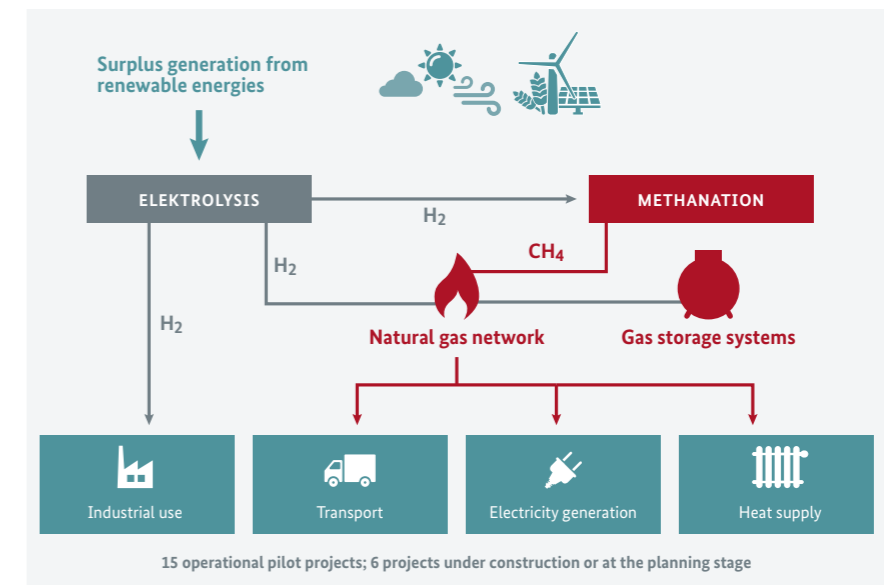 Surplus generation from
renewable energies
ELEKTROLYSIS
METHANATION
H2
CH4
H2
H2
Natural gas network
Gas storage systems
Industrial use
Transport
Electricity generation
Heat supply
15 operational pilot projects; 6 projects under construction or at the planning stage